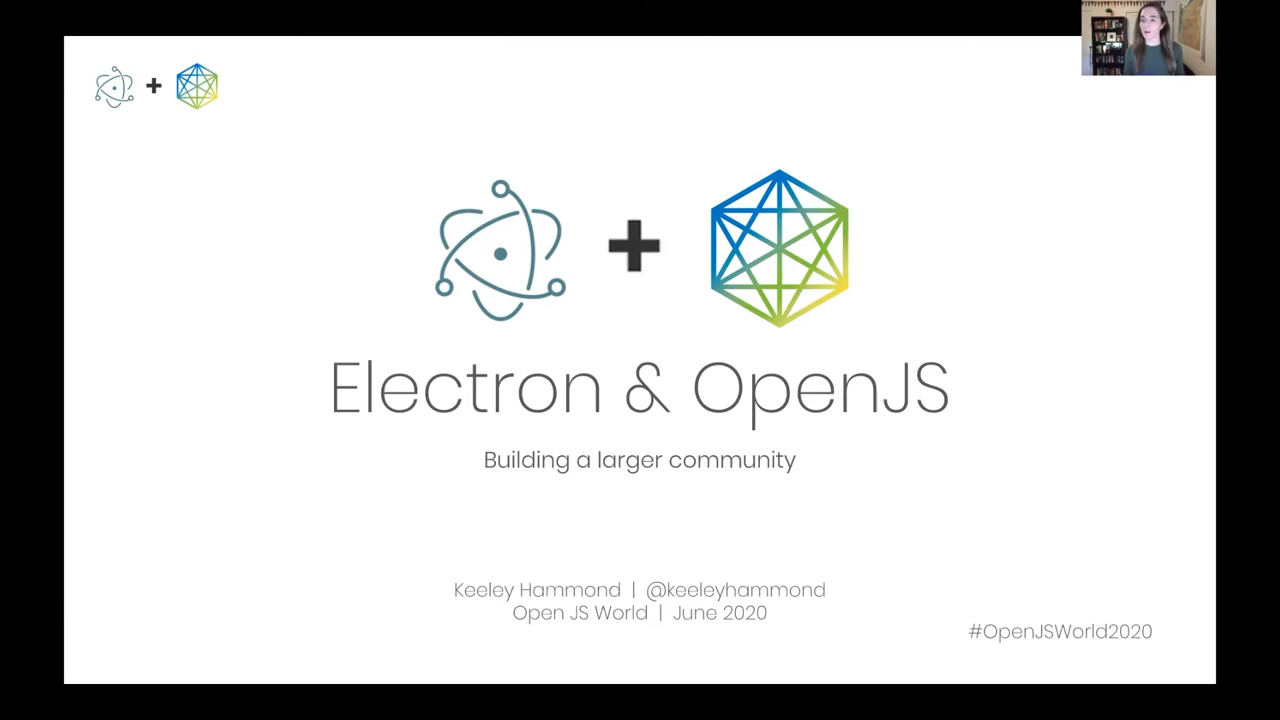 Electron & OpenJS
Building a larger community
Keeley Hammond | @keeleyhammond
Open JS World | June 2020
#OpenJSWorld2020